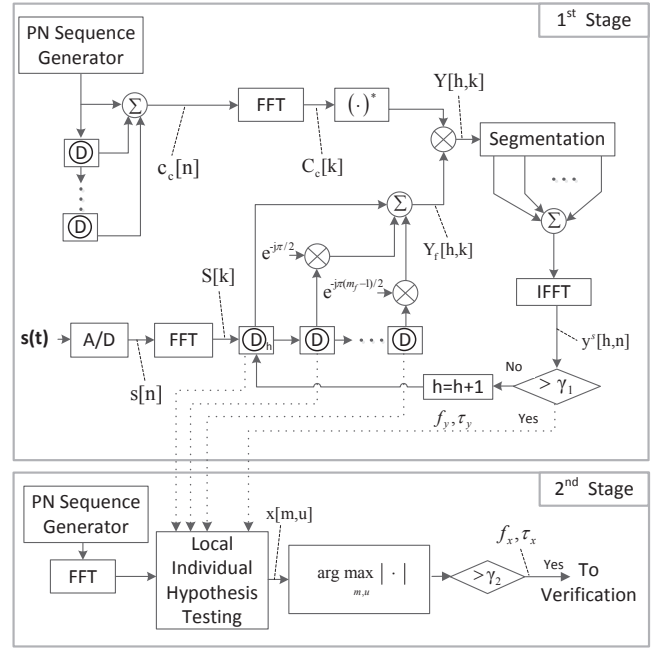 1st Stage
PN Sequence
Generator
Σ
FFT
(·)*
Y[h,k]
D
c_c[n]
C_c[k]
Segmentation
D
Σ
Σ
e^{-jπ/2}
Y_f[h,k]
S[k]
e^{-jπ(m_f-1)/2}
IFFT
s(t)
A/D
FFT
D_h
D
D
y^s[h,n]
s[n]
No
h=h+1
> γ_1
f_y, τ_y
Yes
2nd Stage
PN Sequence
Generator
x[m,u]
f_x, τ_x
FFT
Local
Individual
Hypothesis
Testing
arg max | · |
m,u
> γ_2
Yes
To
Verification